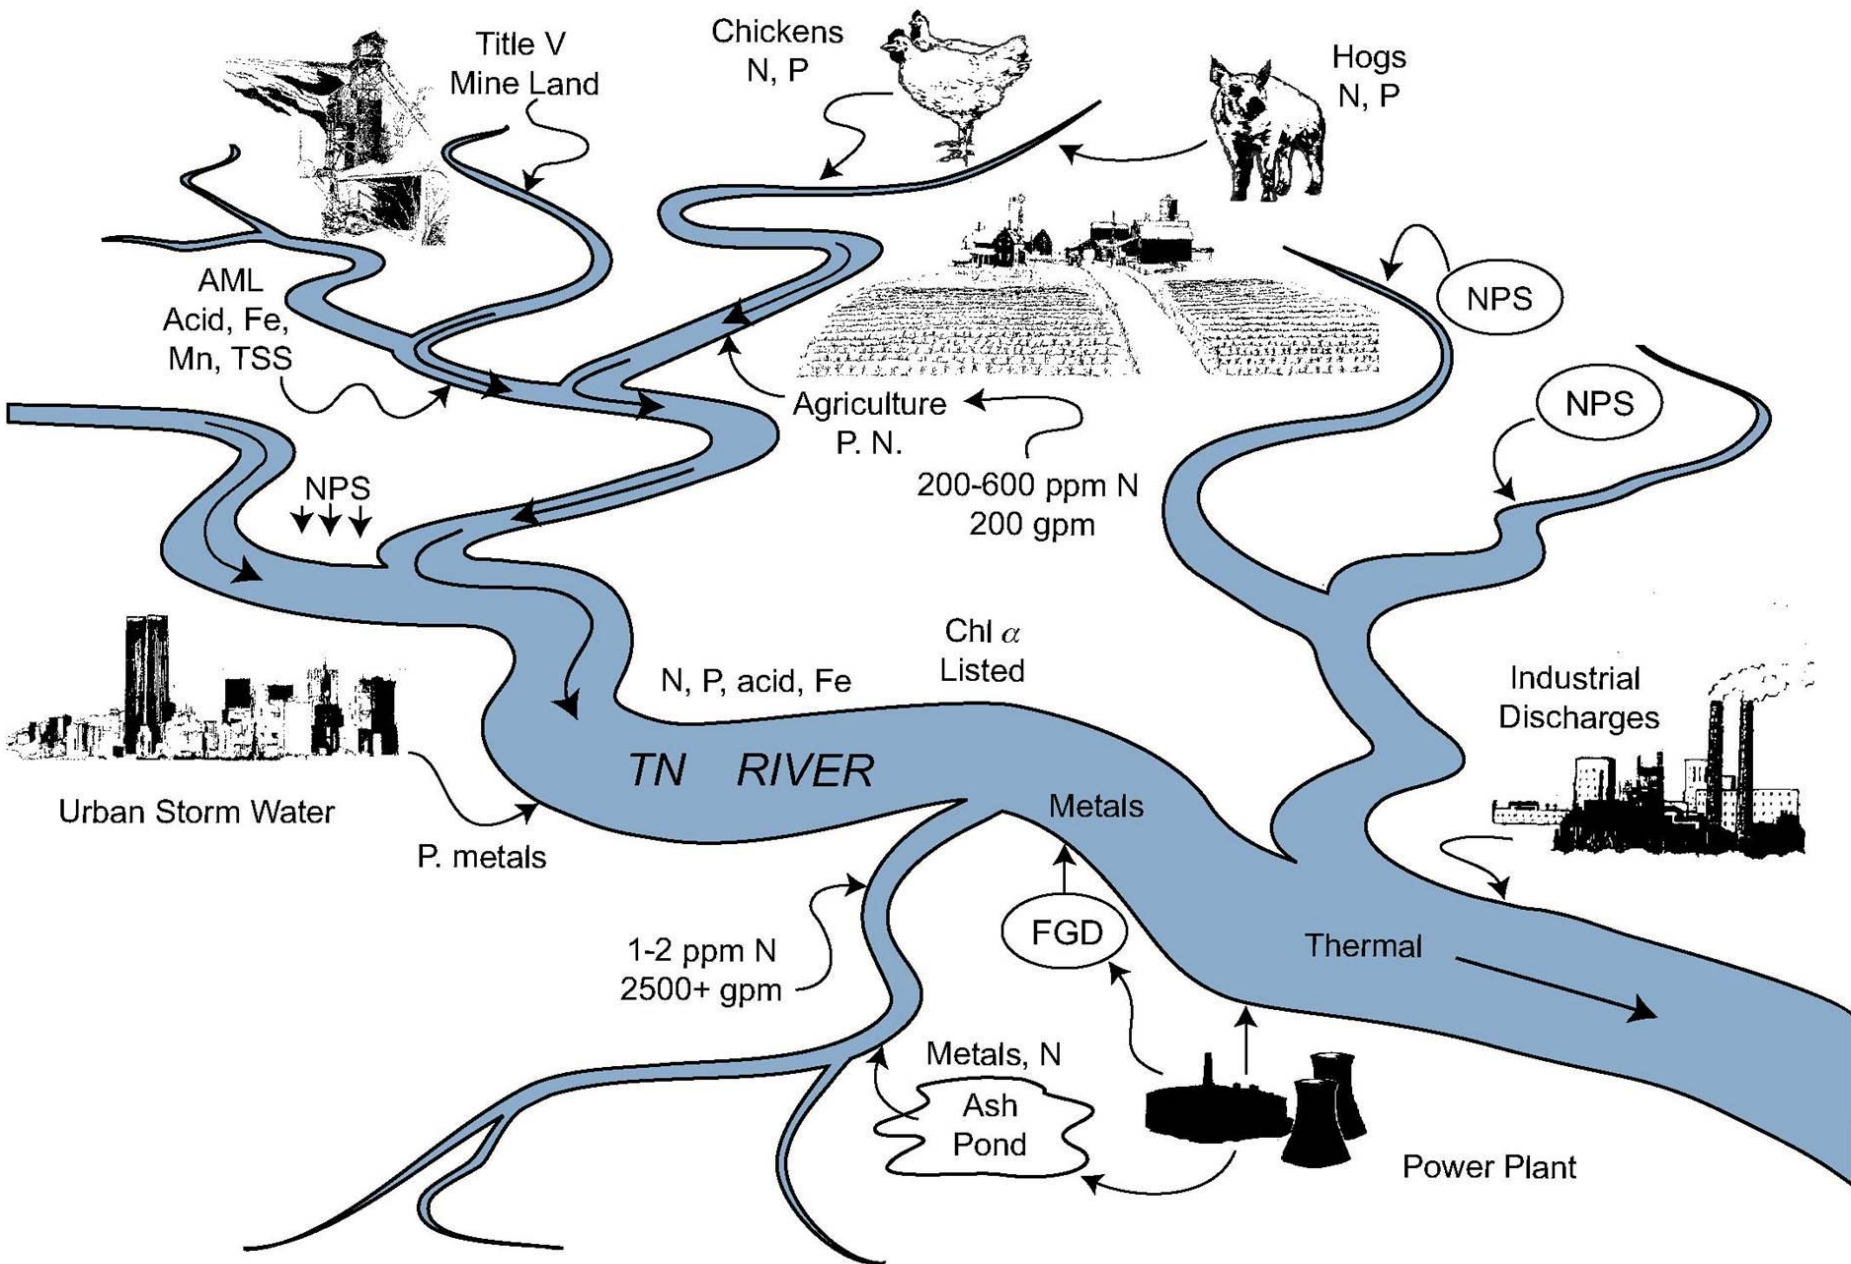 Title V
Mine Land
Chickens
N, P
Hogs
N, P
AML
Acid, Fe,
Mn, TSS
NPS
NPS
Agriculture
P. N.
200-600 ppm N
200 gpm
NPS
Chl α
Listed
N, P, acid, Fe
Industrial
Discharges
TN RIVER
Metals
Urban Storm Water
P. metals
FGD
Thermal
1-2 ppm N
2500+ gpm
Metals, N
Ash
Pond
Power Plant